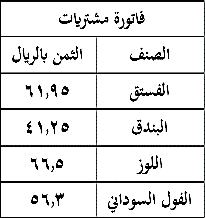 فاتورة مشتريات
الصنف الثمن بالريال
الفستق ٦١,٩٥
البندق ٤١,٢٥
اللوز ٦٦,٥
الفول السوداني ٥٦,٣